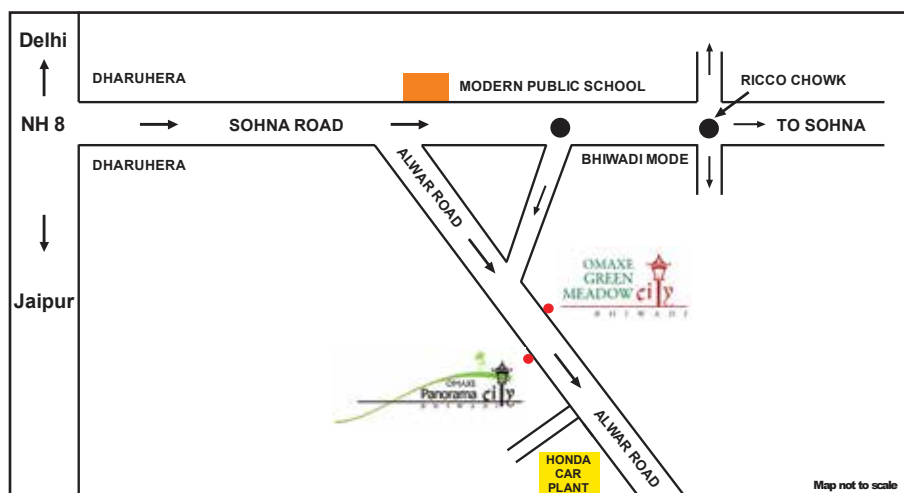 Delhi
DHARUHERA
MODERN PUBLIC SCHOOL
RICCO CHOWK
NH 8
SOHNA ROAD
TO SOHNA
DHARUHERA
BHIWADI MODE
ALWAR ROAD
Jaipur
OMAXE
GREEN
MEADOW city
BHIWADI
OMAXE
Panorama city
BHIWADI
ALWAR ROAD
HONDA
CAR
PLANT
Map not to scale